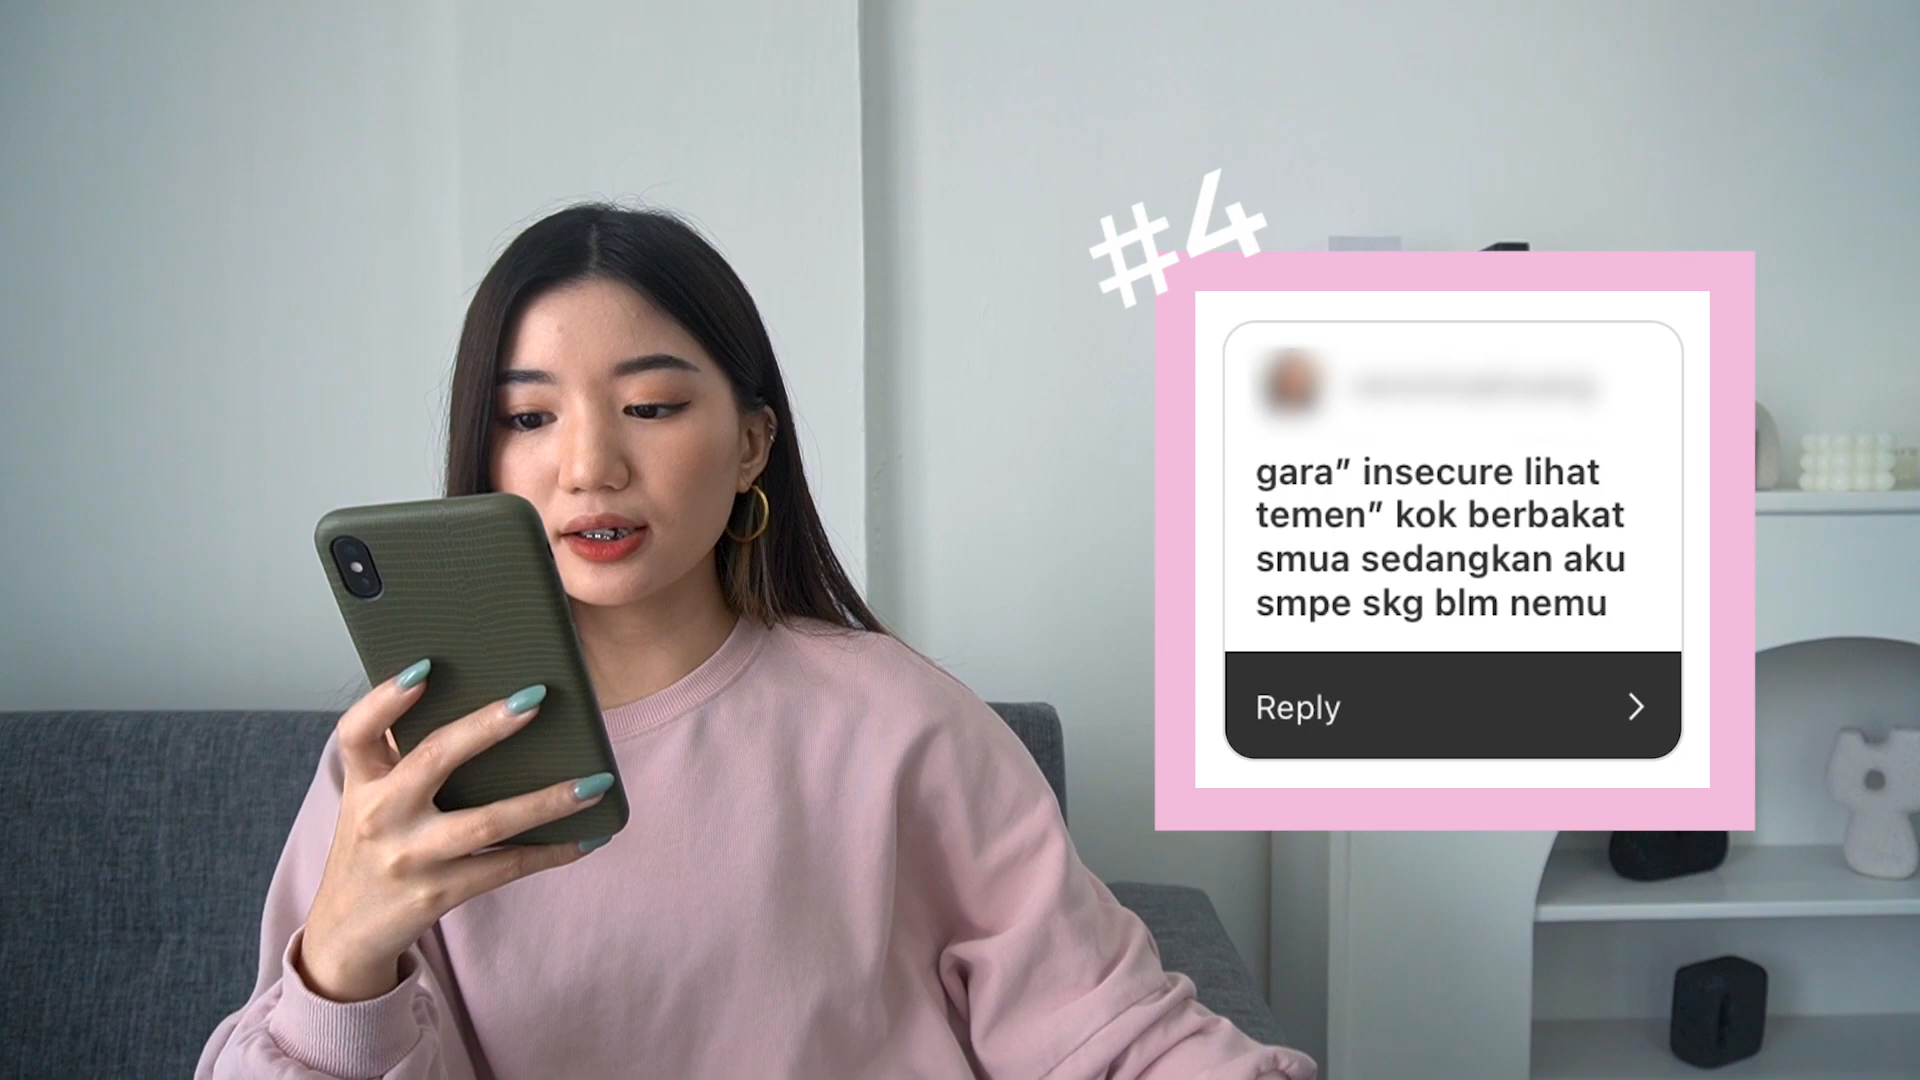 #4
gara” insecure lihat
temen” kok berbakat
smua sedangkan aku
smpe skg blm nemu
Reply